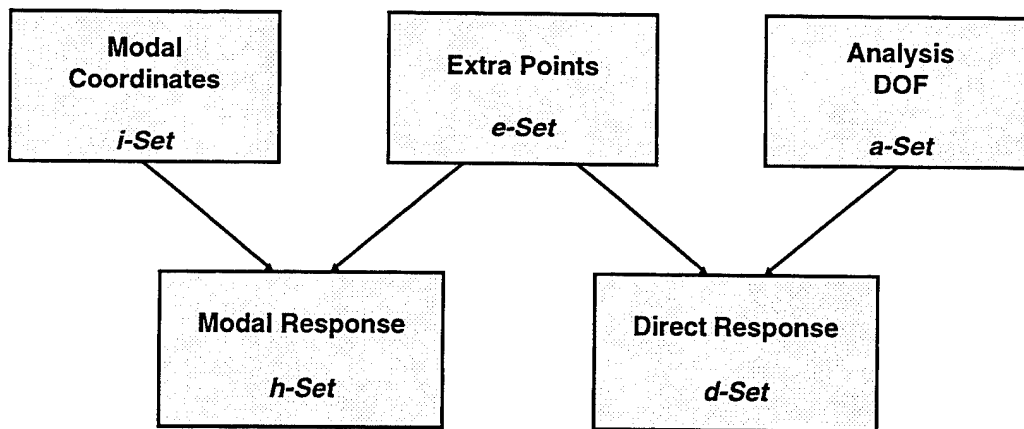 Modal
Coordinates
i-Set
Extra Points
e-Set
Analysis
DOF
a-Set
Modal Response
h-Set
Direct Response
d-Set